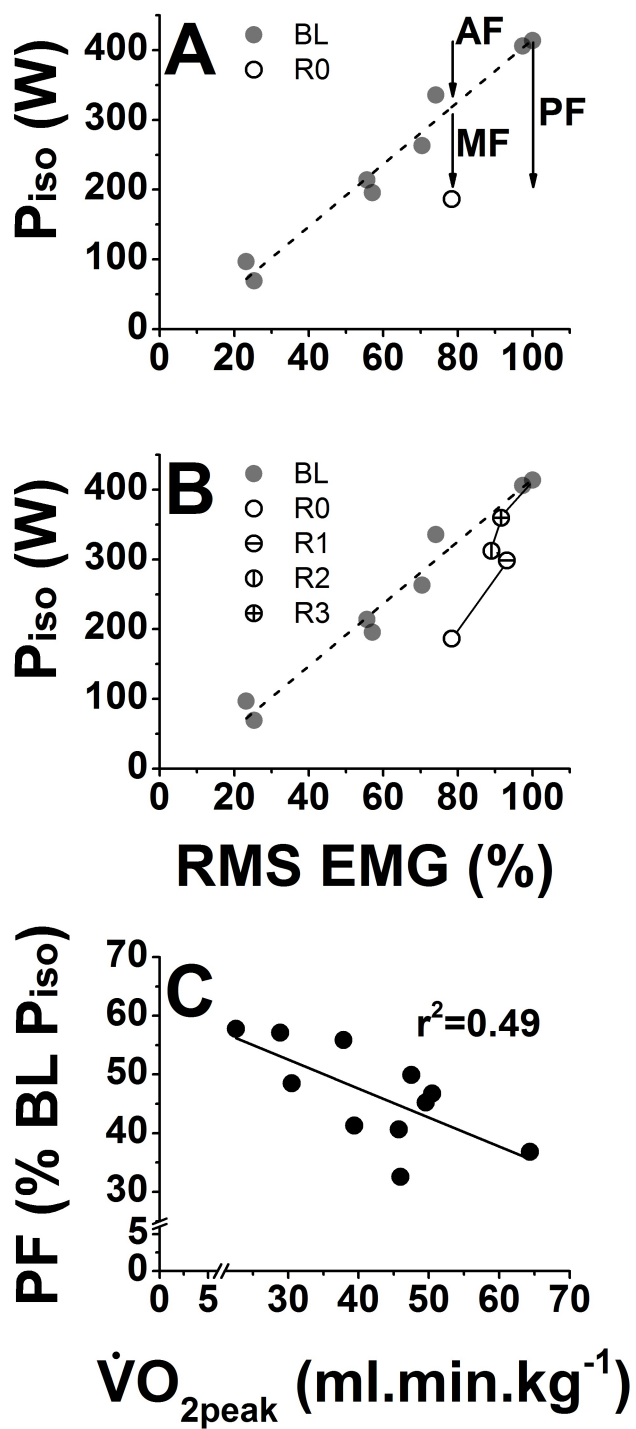 A
BL
R0
AF
MF
PF
Piso (W)
400
300
200
100
0
0 20 40 60 80 100
B
BL
R0
R1
R2
R3
Piso (W)
400
300
200
100
0
0 20 40 60 80 100
RMS EMG (%)
C
r²=0.49
PF (% BL Piso)
70
60
50
40
30
5
0
0 5 30 40 50 60 70
V̇O₂peak (ml.min.kg⁻¹)